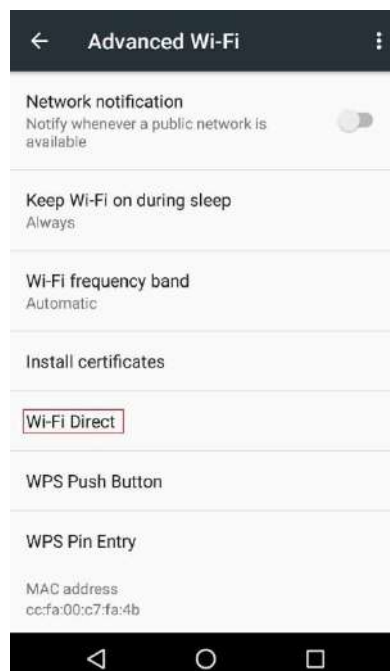 Advanced Wi-Fi
Network notification
Notify whenever a public network is
available
Keep Wi-Fi on during sleep
Always
Wi-Fi frequency band
Automatic
Install certificates
Wi-Fi Direct
WPS Push Button
WPS Pin Entry
MAC address
cc:fa:00:c7:fa:4b